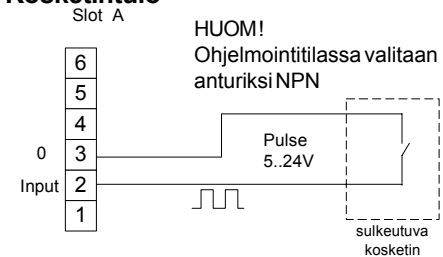 Slot A
HUOM!
Ohjelmointitilassa valitaan
anturiksi NPN
6
5
4
0 3
Input 2
1
Pulse
5..24V
sulkeutuva
kosketin